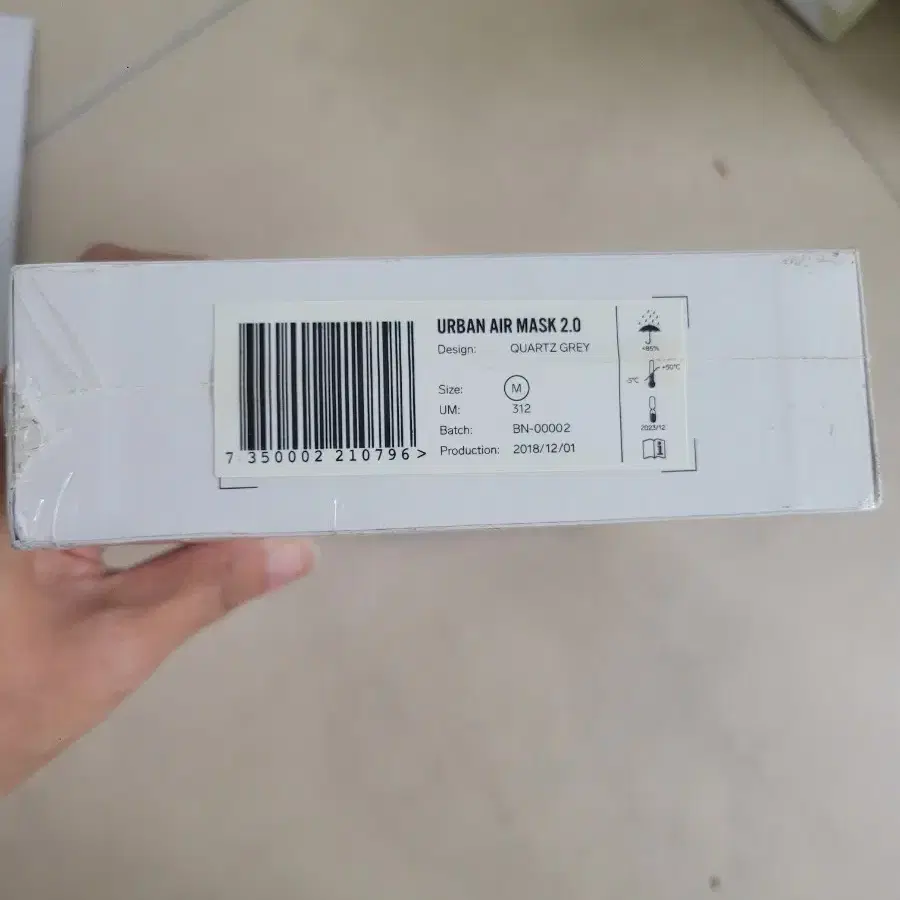 URBAN AIR MASK 2.0
Design: QUARTZ GREY
Size: M
UM: 312
Batch: BN-00002
Production: 2018/12/01
7 350002 210796 >
+85%
-5°C +50°C
2023/12
i